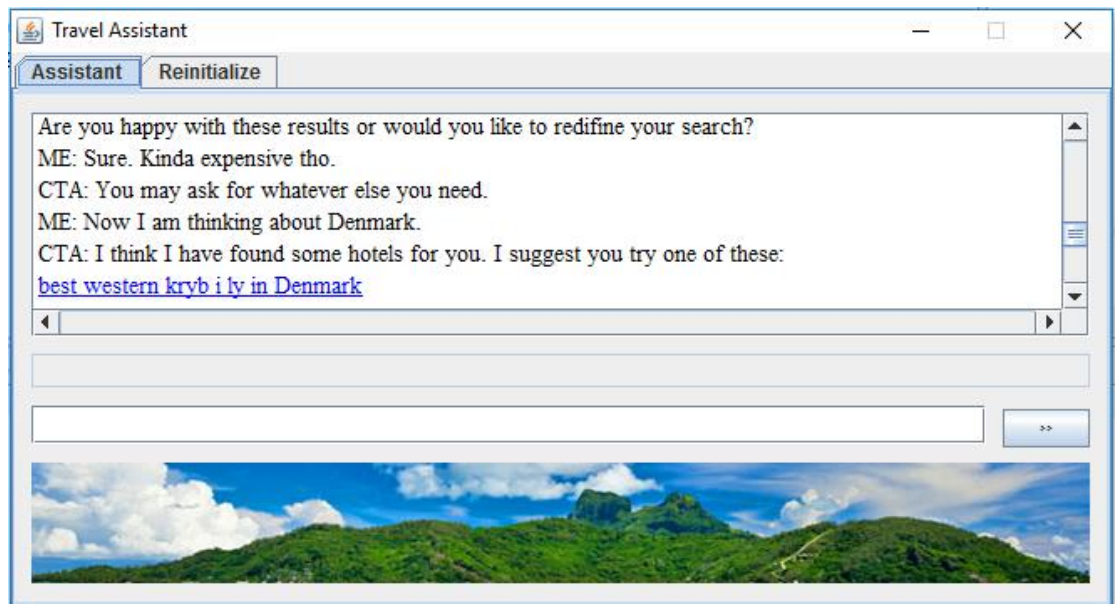 Travel Assistant
Assistant Reinitialize
Are you happy with these results or would you like to redifine your search?
ME: Sure. Kinda expensive tho.
CTA: You may ask for whatever else you need.
ME: Now I am thinking about Denmark.
CTA: I think I have found some hotels for you. I suggest you try one of these:
best western kryb i ly in Denmark
>>